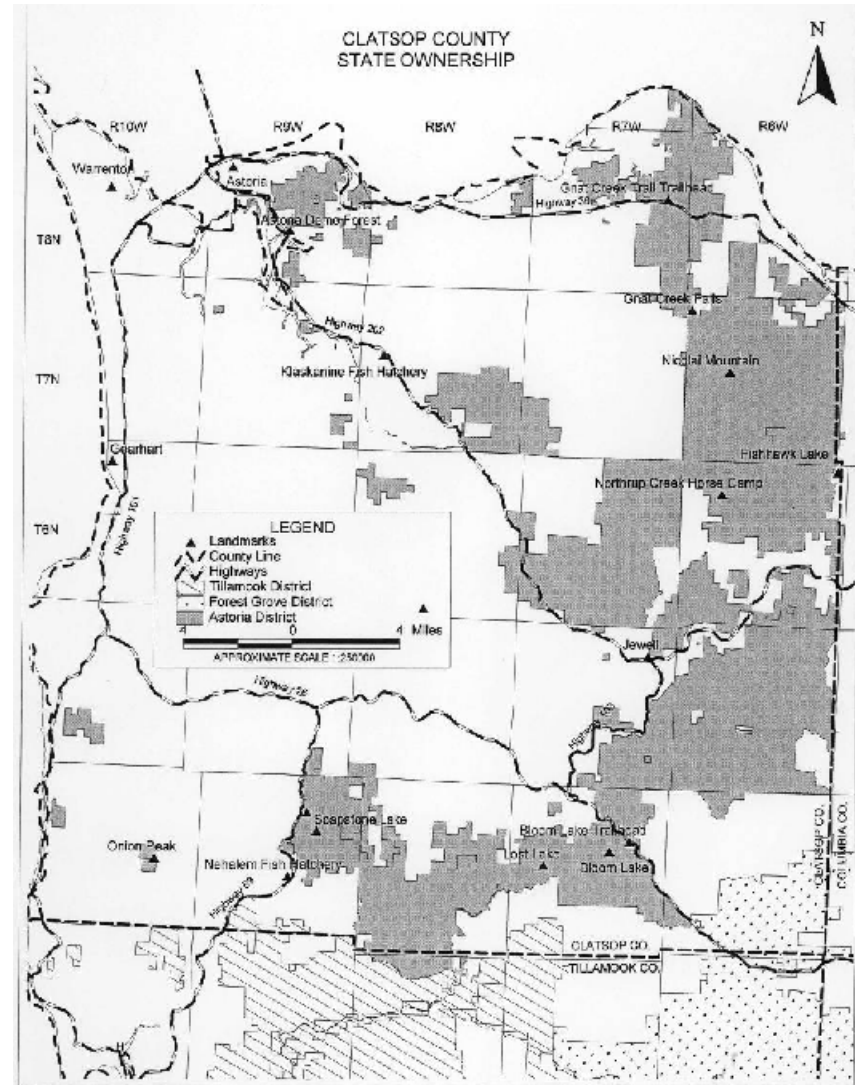 CLATSOP COUNTY
STATE OWNERSHIP
N
R10W
R9W
R8W
R7W
R6W
Warrenton
Astoria
Gnat Creek Trail Trailhead
Astoria Demo Forest
T8N
Gnat Creek Falls
Highway 202
Nicolai Mountain
Klaskanine Fish Hatchery
T7N
Gearhart
Fishhawk Lake
Northrup Creek Horse Camp
Highway 101
T6N
LEGEND
Landmarks
County Line
Highways
Tillamook District
Forest Grove District
Astoria District
4 0 4 Miles
APPROXIMATE SCALE 1:250000
Jewell
Highway 26
Soapstone Lake
Bloom Lake Trailhead
Onion Peak
Nehalem Fish Hatchery
Lost Lake
Bloom Lake
CLATSOP CO.
COLUMBIA CO.
CLATSOP CO.
TILLAMOOK CO.